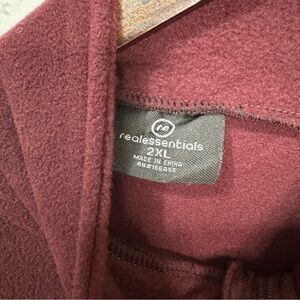 re
realessentials
2XL
MADE IN CHINA